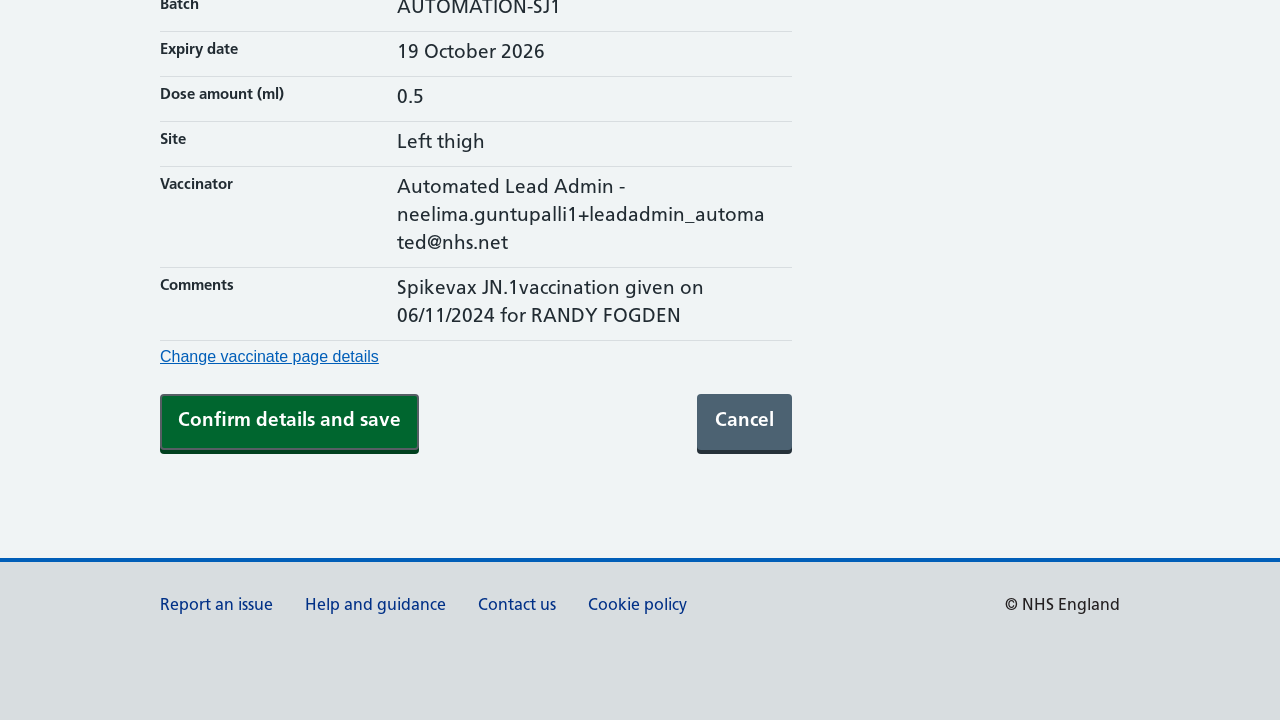 Batch
AUTOMATION-SJ1
Expiry date
19 October 2026
Dose amount (ml)
0.5
Site
Left thigh
Vaccinator
Automated Lead Admin -
neelima.guntupalli1+leadadmin_automa
ted@nhs.net
Comments
Spikevax JN.1vaccination given on
06/11/2024 for RANDY FOGDEN
Change vaccinate page details
Confirm details and save
Cancel
Report an issue
Help and guidance
Contact us
Cookie policy
© NHS England